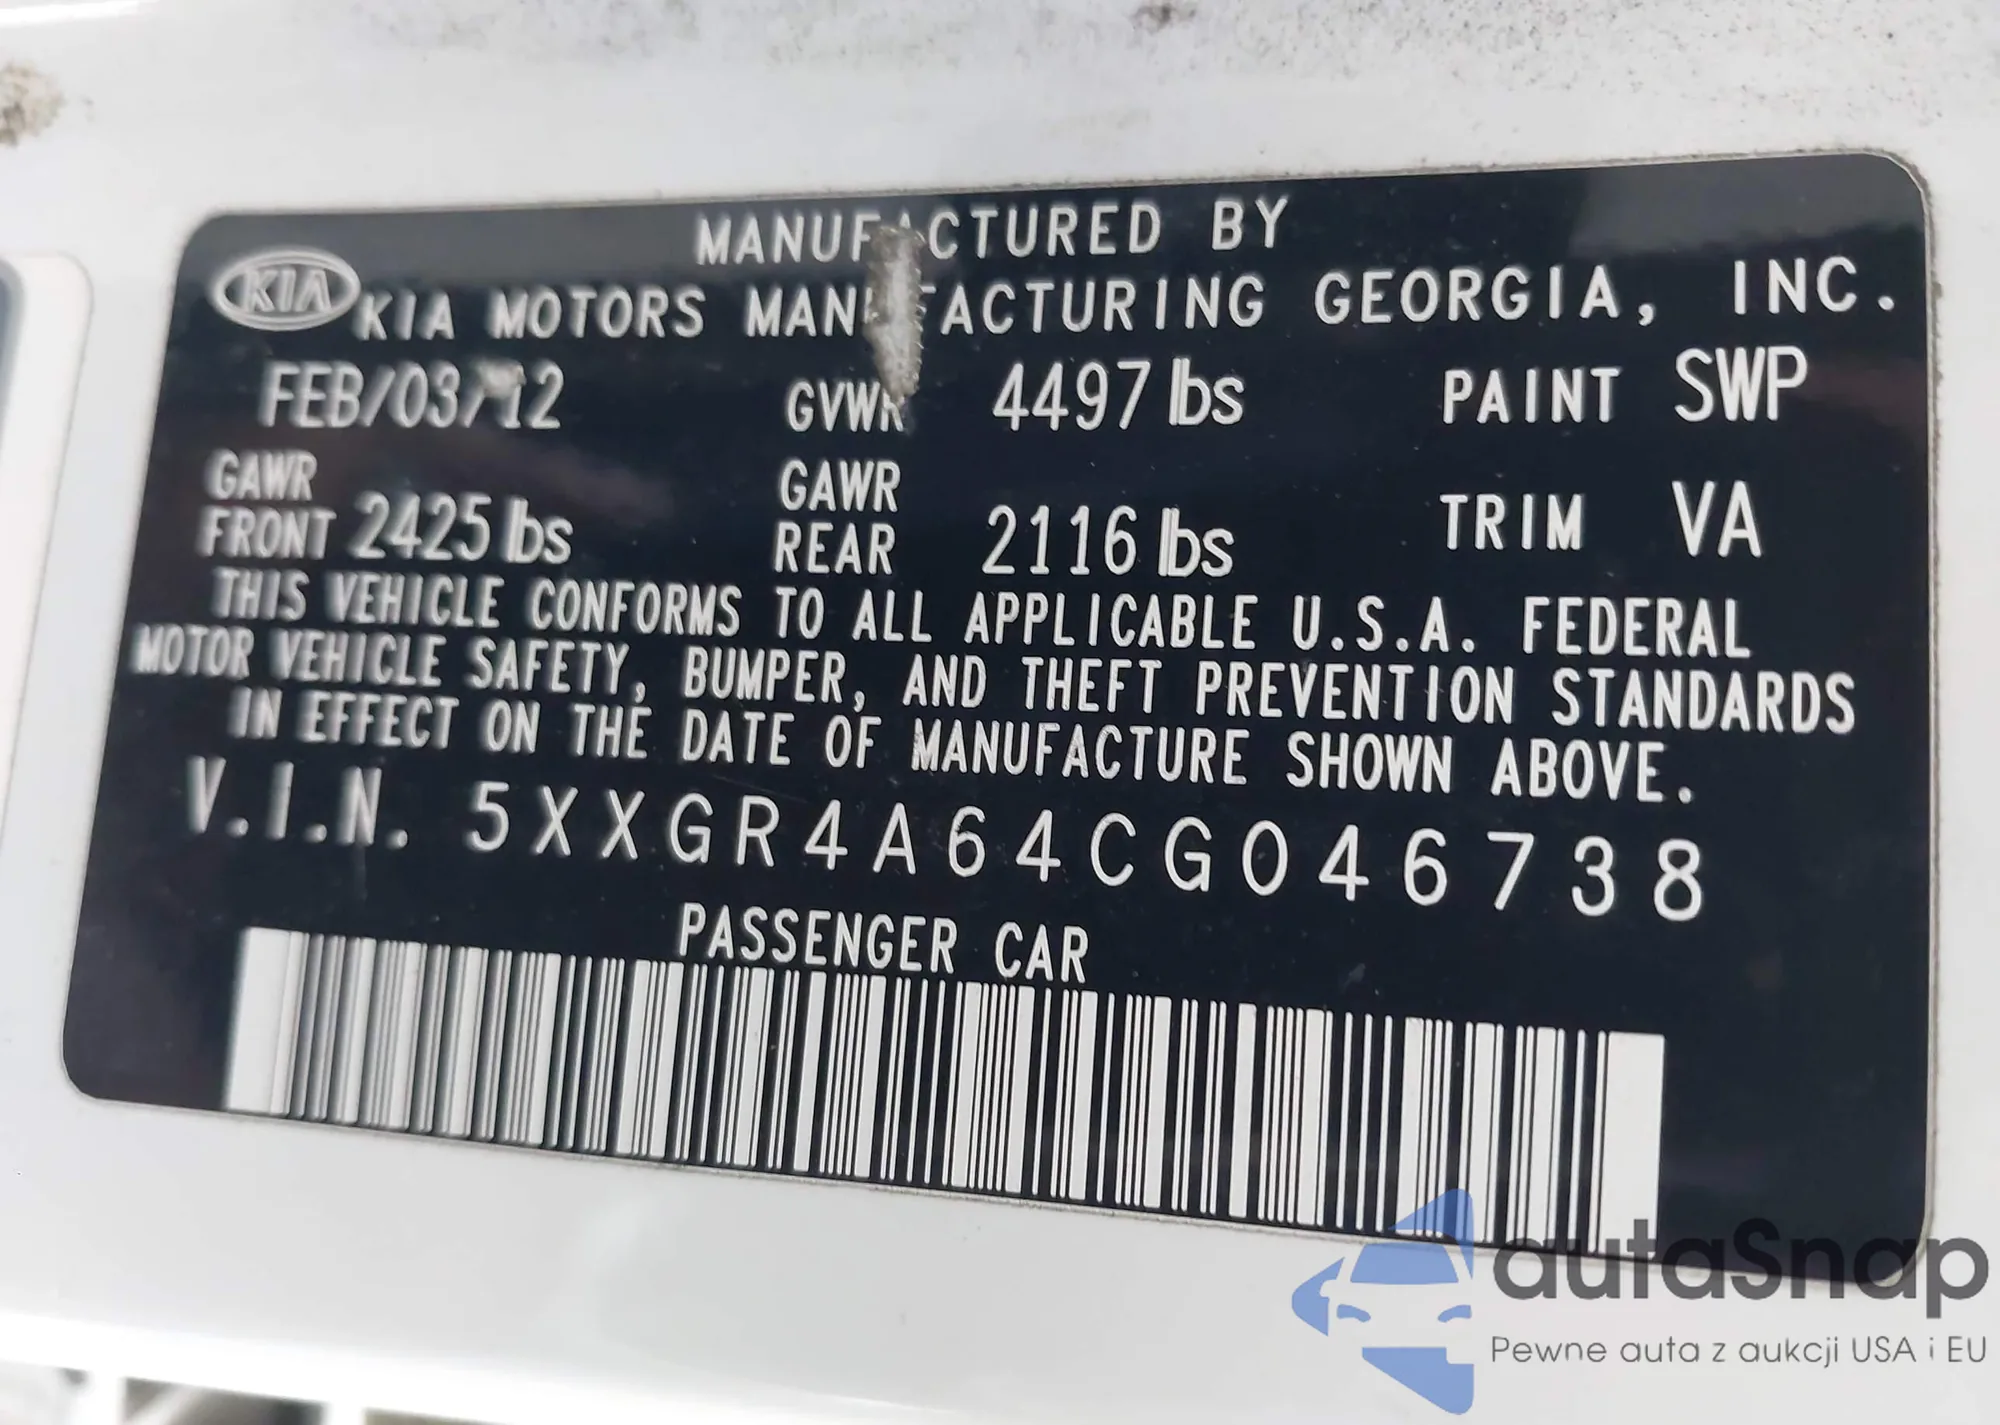 MANUFACTURED BY
KIA KIA MOTORS MANUFACTURING GEORGIA, INC.
FEB/03/12 GVWR 4497 lbs PAINT SWP
GAWR FRONT 2425 lbs GAWR REAR 2116 lbs TRIM VA
THIS VEHICLE CONFORMS TO ALL APPLICABLE U.S.A. FEDERAL
MOTOR VEHICLE SAFETY, BUMPER, AND THEFT PREVENTION STANDARDS
IN EFFECT ON THE DATE OF MANUFACTURE SHOWN ABOVE.
V.I.N. 5XXGR4A64CG046738
PASSENGER CAR
autaSnap
Pewne auta z aukcji USA i EU